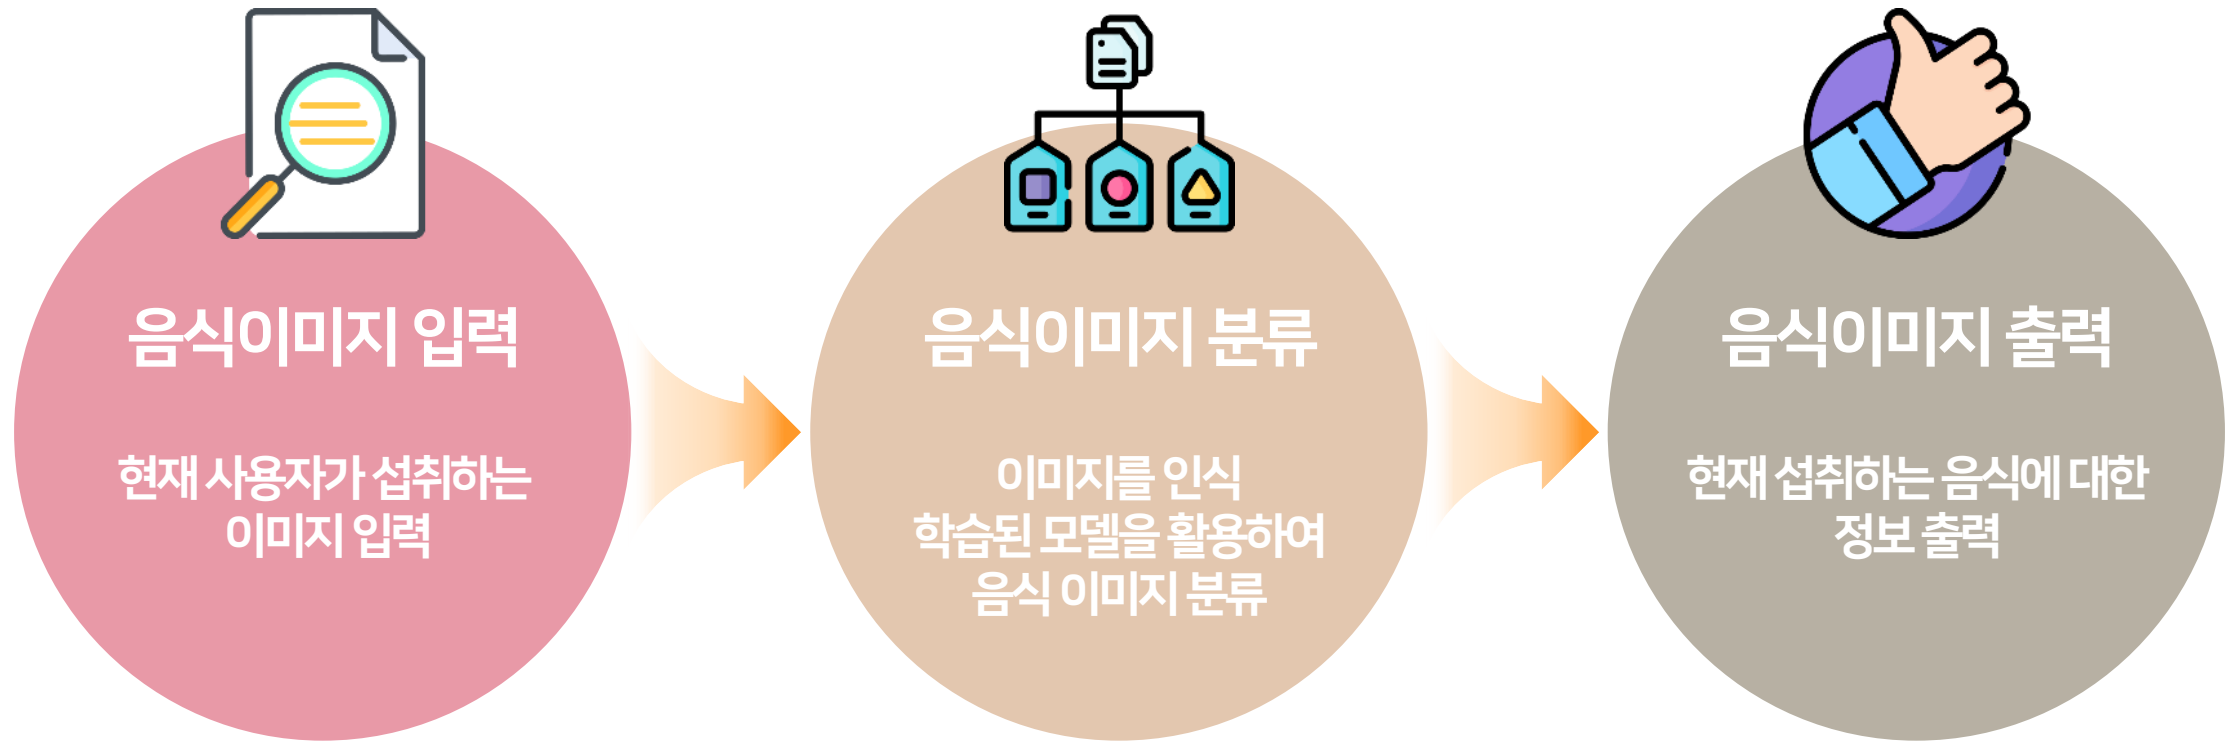 음식이미지 입력
현재 사용자가 섭취하는
이미지 입력
음식이미지 분류
이미지를 인식
학습된 모델을 활용하여
음식 이미지 분류
음식이미지 출력
현재 섭취하는 음식에 대한
정보 출력